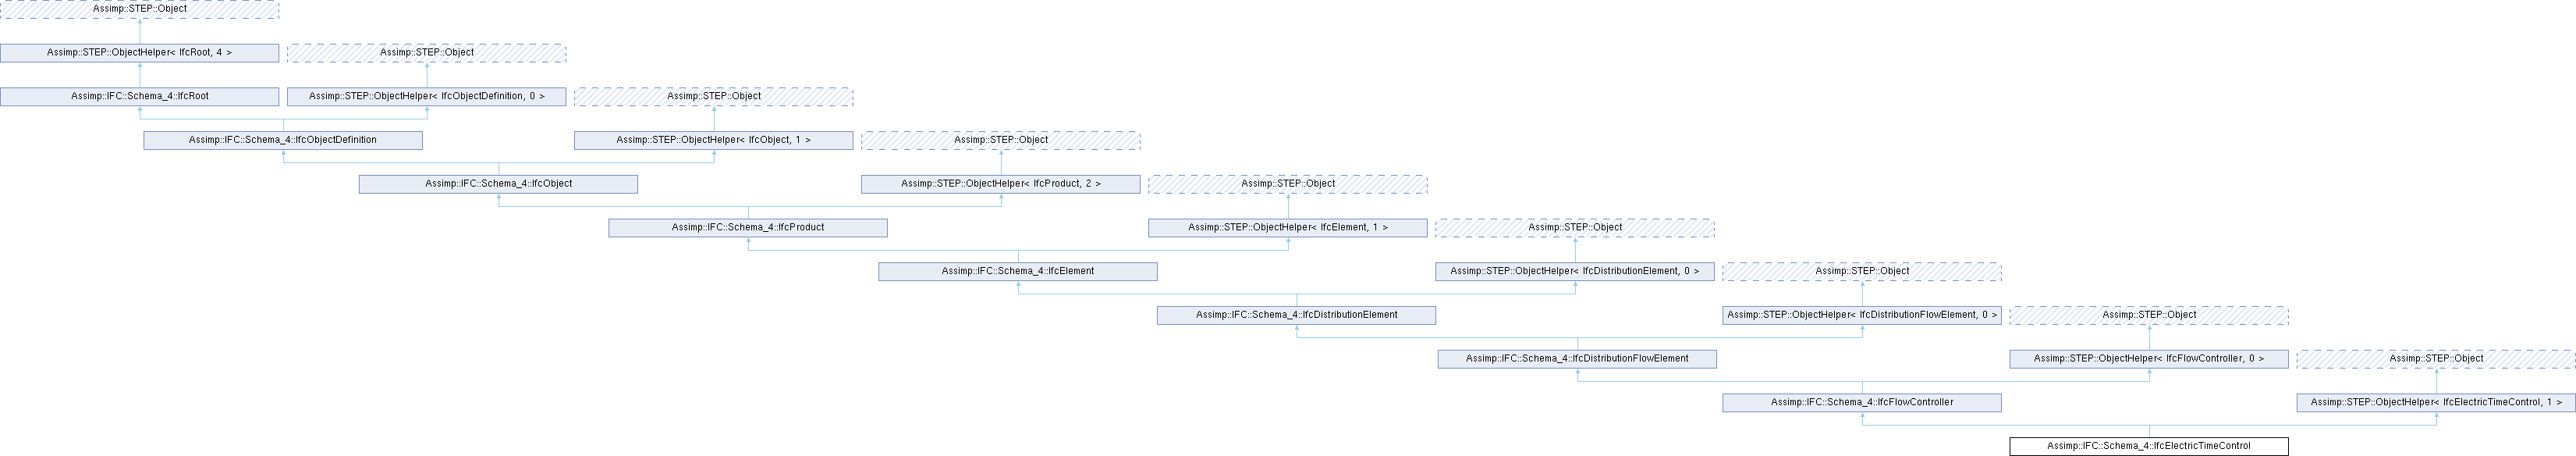 Assimp::STEP::Object
Assimp::STEP::ObjectHelper< IfcRoot, 4 >
Assimp::STEP::Object
Assimp::IFC::Schema_4::IfcRoot
Assimp::STEP::ObjectHelper< IfcObjectDefinition, 0 >
Assimp::STEP::Object
Assimp::IFC::Schema_4::IfcObjectDefinition
Assimp::STEP::ObjectHelper< IfcObject, 1 >
Assimp::STEP::Object
Assimp::IFC::Schema_4::IfcObject
Assimp::STEP::ObjectHelper< IfcProduct, 2 >
Assimp::STEP::Object
Assimp::IFC::Schema_4::IfcProduct
Assimp::STEP::ObjectHelper< IfcElement, 1 >
Assimp::STEP::Object
Assimp::IFC::Schema_4::IfcElement
Assimp::STEP::ObjectHelper< IfcDistributionElement, 0 >
Assimp::STEP::Object
Assimp::IFC::Schema_4::IfcDistributionElement
Assimp::STEP::ObjectHelper< IfcDistributionFlowElement, 0 >
Assimp::STEP::Object
Assimp::IFC::Schema_4::IfcDistributionFlowElement
Assimp::STEP::ObjectHelper< IfcFlowController, 0 >
Assimp::STEP::Object
Assimp::IFC::Schema_4::IfcFlowController
Assimp::STEP::ObjectHelper< IfcElectricTimeControl, 1 >
Assimp::IFC::Schema_4::IfcElectricTimeControl